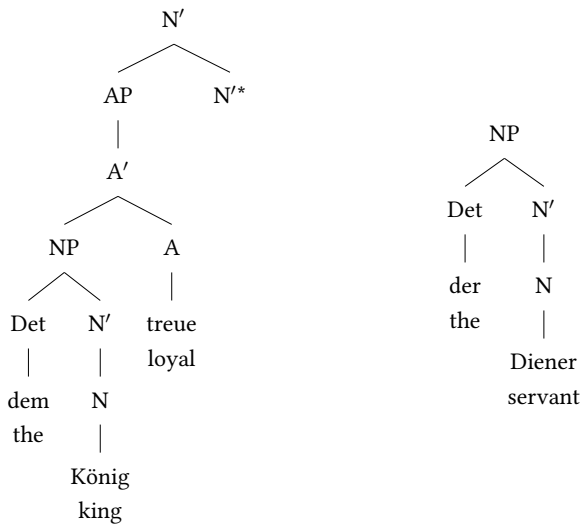 N′
AP N′*
NP
A′
Det N′
NP A
der N
the
Det N′ treue
loyal
Diener
servant
dem N
the
König
king